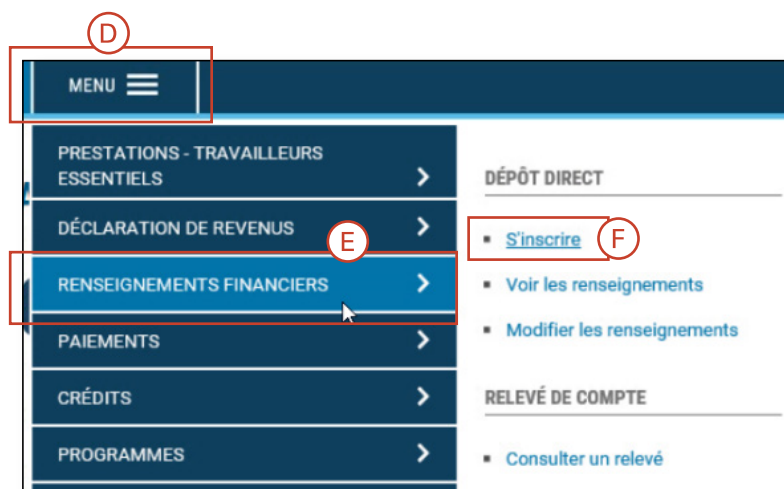 D
MENU
PRESTATIONS - TRAVAILLEURS
ESSENTIELS
DÉCLARATION DE REVENUS
E
RENSEIGNEMENTS FINANCIERS
PAIEMENTS
CRÉDITS
PROGRAMMES
DÉPÔT DIRECT
S'inscrire
F
Voir les renseignements
Modifier les renseignements
RELEVÉ DE COMPTE
Consulter un relevé